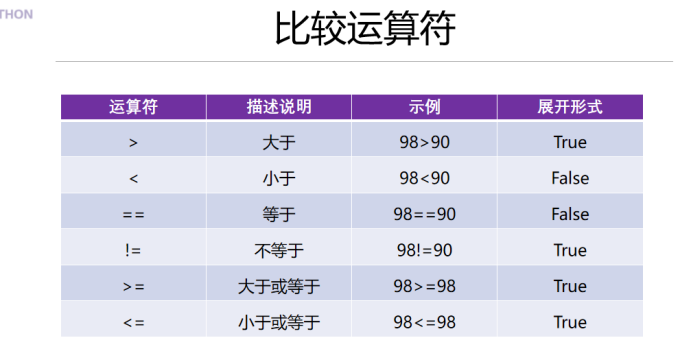 THON
比较运算符
运算符 描述说明 示例 展开形式
> 大于 98>90 True
< 小于 98<90 False
== 等于 98==90 False
!= 不等于 98!=90 True
>= 大于或等于 98>=98 True
<= 小于或等于 98<=98 True